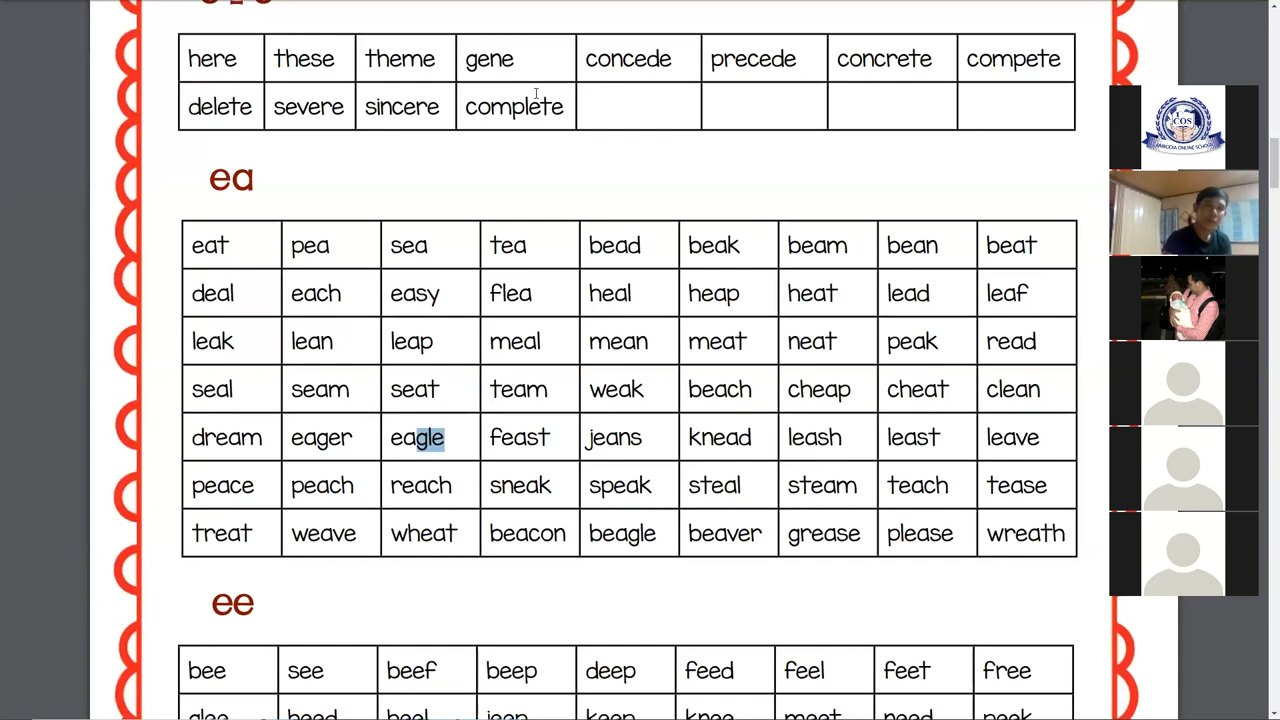 here these theme gene concede precede concrete compete
delete severe sincere complete
ea
eat pea sea tea bead beak beam bean beat
deal each easy flea heal heap heat lead leaf
leak lean leap meal mean meat neat peak read
seal seam seat team weak beach cheap cheat clean
dream eager eagle feast jeans knead leash least leave
peace peach reach sneak speak steal steam teach tease
treat weave wheat beacon beagle beaver grease please wreath
ee
bee see beef beep deep feed feel feet free
COS